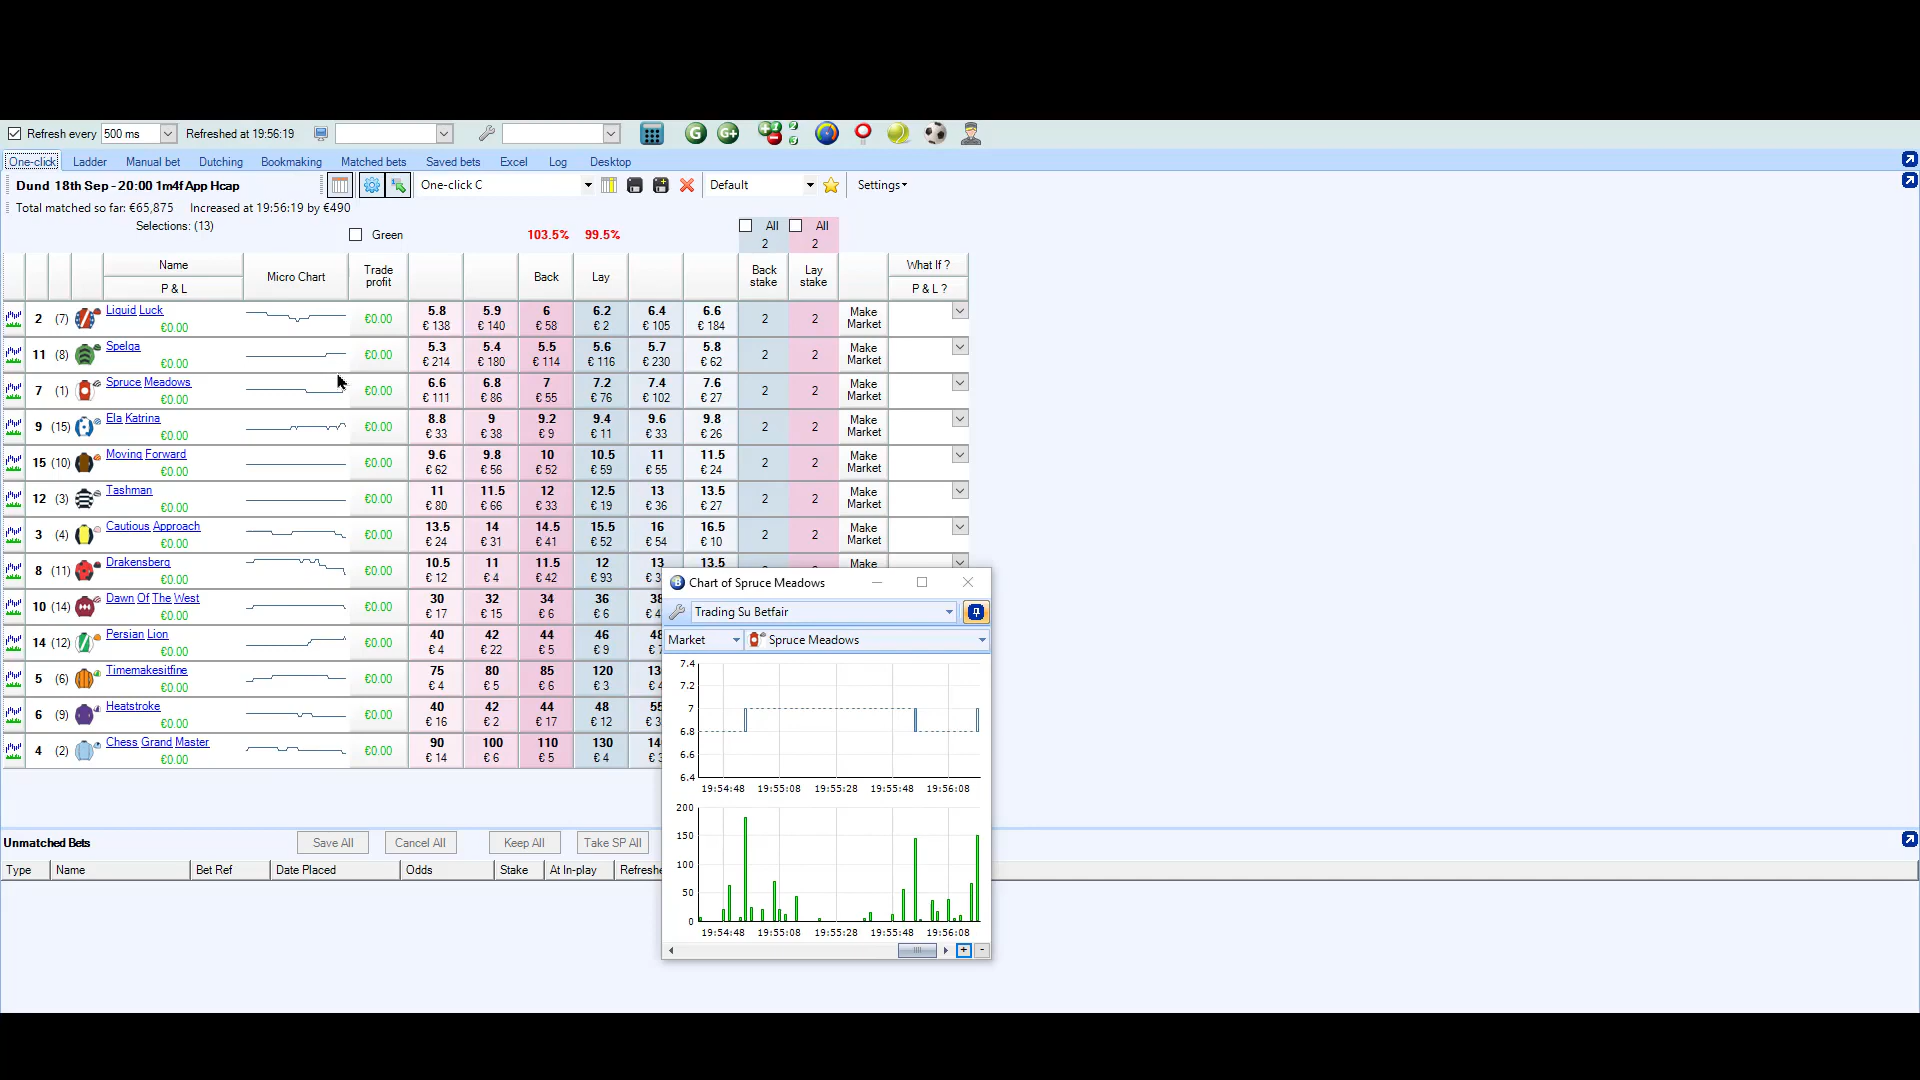 Refresh every 500 ms Refreshed at 19:56:19
One-click Ladder Manual bet Dutching Bookmaking Matched bets Saved bets Excel Log Desktop
Dund 18th Sep - 20:00 1m4f App Hcap One-click C Default Settings
Total matched so far: €65,875 Increased at 19:56:19 by €490
Selections: (13) All All
Green 103.5% 99.5% 2 2
Name Micro Chart Trade profit Back Lay Back stake Lay stake What If ?
P & L P & L ?
2 (7) Liquid Luck €0.00 5.8 5.9 6 6.2 6.4 6.6 2 2 Make Market
€0.00 € 138 € 140 € 58 € 2 € 105 € 184
11 (8) Spelga €0.00 5.3 5.4 5.5 5.6 5.7 5.8 2 2 Make Market
€0.00 € 214 € 180 € 114 € 116 € 230 € 62
7 (1) Spruce Meadows €0.00 6.6 6.8 7 7.2 7.4 7.6 2 2 Make Market
€0.00 € 111 € 86 € 55 € 76 € 102 € 27
9 (15) Ela Katrina €0.00 8.8 9 9.2 9.4 9.6 9.8 2 2 Make Market
€0.00 € 33 € 38 € 9 € 11 € 33 € 26
15 (10) Moving Forward €0.00 9.6 9.8 10 10.5 11 11.5 2 2 Make Market
€0.00 € 62 € 56 € 52 € 59 € 55 € 24
12 (3) Tashman €0.00 11 11.5 12 12.5 13 13.5 2 2 Make Market
€0.00 € 80 € 66 € 33 € 19 € 36 € 27
3 (4) Cautious Approach €0.00 13.5 14 14.5 15.5 16 16.5 2 2 Make Market
€0.00 € 24 € 31 € 41 € 52 € 54 € 10
8 (11) Drakensberg €0.00 10.5 11 11.5 12 13 13.5 Make
€0.00 € 12 € 4 € 42 € 93 € 3
10 (14) Dawn Of The West €0.00 30 32 34 36 38
€0.00 € 17 € 15 € 6 € 6 € 4
14 (12) Persian Lion €0.00 40 42 44 46 48
€0.00 € 4 € 22 € 5 € 9
5 (6) Timemakesitfine €0.00 75 80 85 120 13
€0.00 € 4 € 5 € 6 € 3
6 (9) Heatstroke €0.00 40 42 44 48 55
€0.00 € 16 € 2 € 17 € 12 € 3
4 (2) Chess Grand Master €0.00 90 100 110 130 14
€0.00 € 14 € 6 € 5 € 4
Chart of Spruce Meadows
Trading Su Betfair
Market Spruce Meadows
7.4
7.2
7
6.8
6.6
6.4
19:54:48 19:55:08 19:55:28 19:55:48 19:56:08
200
150
100
50
0
19:54:48 19:55:08 19:55:28 19:55:48 19:56:08
Unmatched Bets Save All Cancel All Keep All Take SP All
Type Name Bet Ref Date Placed Odds Stake At In-play Refreshe